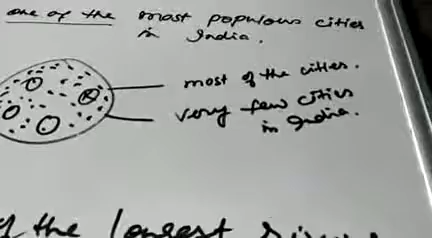 one of the most populous cities
in India.
most of the cities.
very few cities
in India.
of the longest